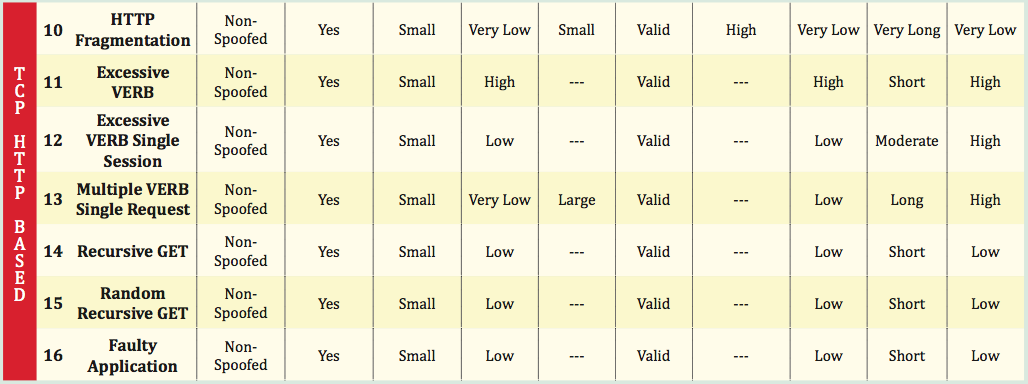 TCP HTTP BASED
10 HTTP Fragmentation Non-Spoofed Yes Small Very Low Small Valid High Very Low Very Long Very Low
11 Excessive VERB Non-Spoofed Yes Small High --- Valid --- High Short High
12 Excessive VERB Single Session Non-Spoofed Yes Small Low --- Valid --- Low Moderate High
13 Multiple VERB Single Request Non-Spoofed Yes Small Very Low Large Valid --- Low Long High
14 Recursive GET Non-Spoofed Yes Small Low --- Valid --- Low Short Low
15 Random Recursive GET Non-Spoofed Yes Small Low --- Valid --- Low Short Low
16 Faulty Application Non-Spoofed Yes Small Low --- Valid --- Low Short Low